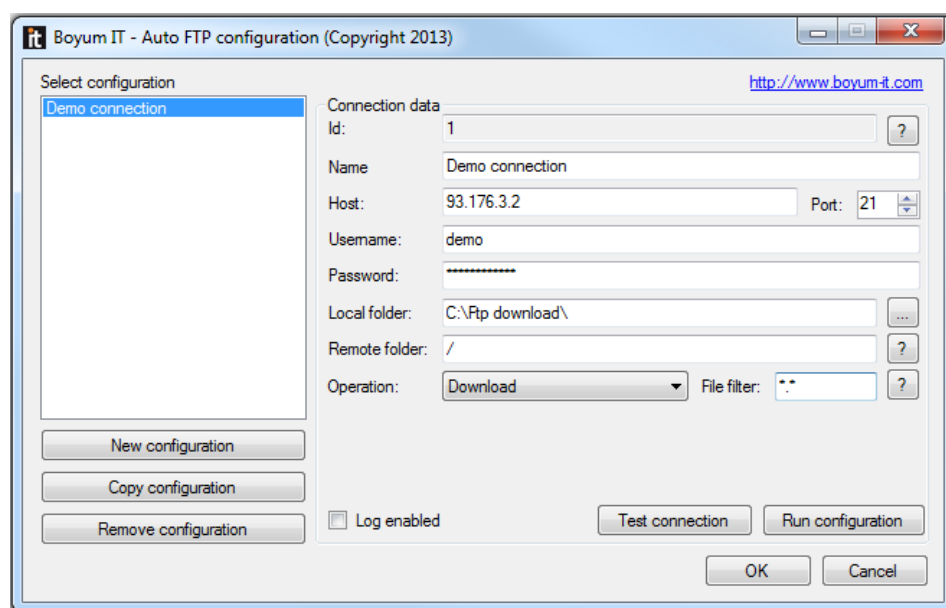 it Boyum IT - Auto FTP configuration (Copyright 2013)
Select configuration
http://www.boyum-it.com
Demo connection
Connection data
Id: 1 ?
Name Demo connection
Host: 93.176.3.2 Port: 21
Username: demo
Password: ************
Local folder: C:\Ftp download\ ...
Remote folder: / ?
Operation: Download File filter: *.* ?
New configuration
Copy configuration
Remove configuration
Log enabled Test connection Run configuration
OK Cancel